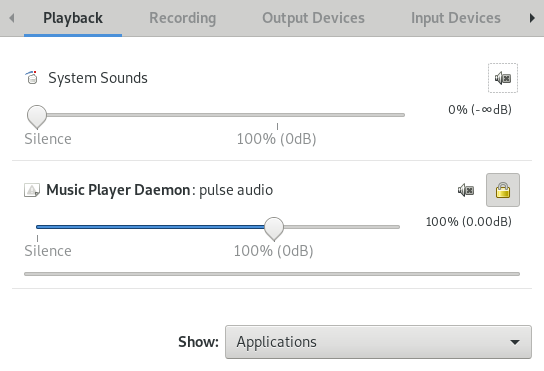 Playback Recording Output Devices Input Devices
System Sounds
0% (-∞dB)
Silence 100% (0dB)
Music Player Daemon: pulse audio
100% (0.00dB)
Silence 100% (0dB)
Show: Applications